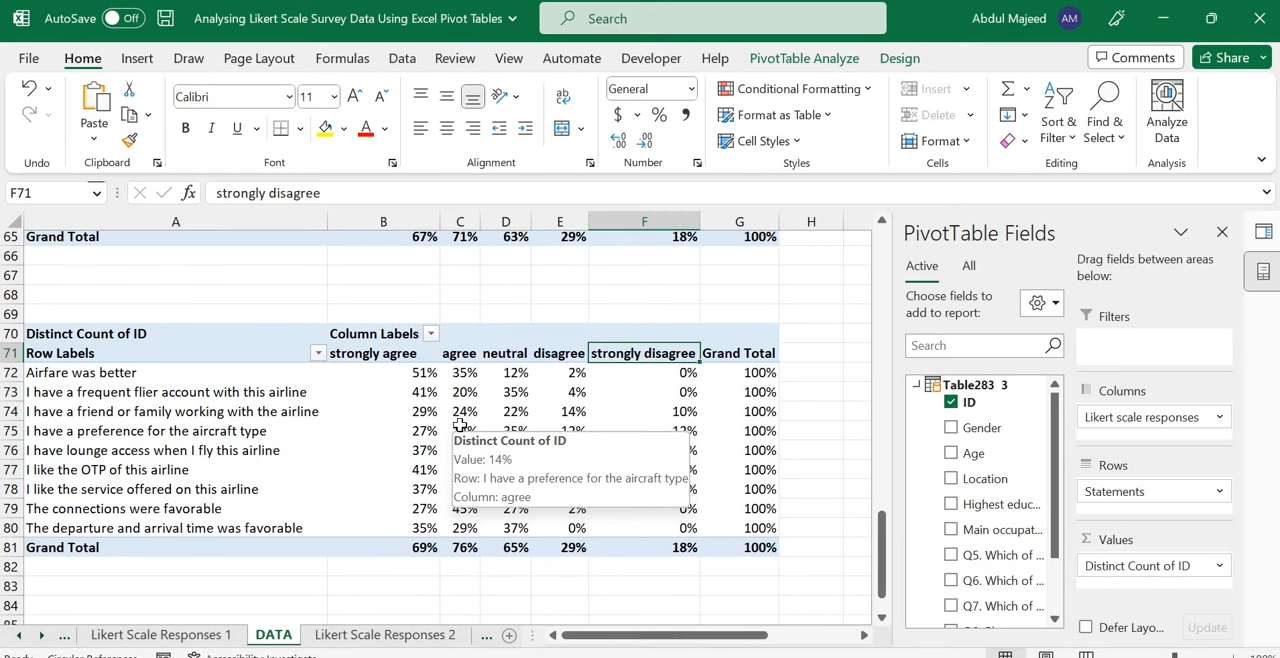 AutoSave Off Analysing Likert Scale Survey Data Using Excel Pivot Tables Search Abdul Majeed AM
File Home Insert Draw Page Layout Formulas Data Review View Automate Developer Help PivotTable Analyze Design Comments Share
Paste Calibri 11 General Conditional Formatting Format as Table Cell Styles Insert Delete Format Sort & Filter Find & Select Analyze Data
Undo Clipboard Font Alignment Number Styles Cells Editing Analysis
F71 fx strongly disagree
A B C D E F G H
65 Grand Total 67% 71% 63% 29% 18% 100%
66
67
68
69
70 Distinct Count of ID Column Labels
71 Row Labels strongly agree agree neutral disagree strongly disagree Grand Total
72 Airfare was better 51% 35% 12% 2% 0% 100%
73 I have a frequent flier account with this airline 41% 20% 35% 4% 0% 100%
74 I have a friend or family working with the airline 29% 24% 22% 14% 10% 100%
75 I have a preference for the aircraft type 27% 100%
76 I have lounge access when I fly this airline 37% 100%
77 I like the OTP of this airline 41% 100%
78 I like the service offered on this airline 37% 100%
79 The connections were favorable 27% 100%
80 The departure and arrival time was favorable 35% 29% 37% 0% 0% 100%
81 Grand Total 69% 76% 65% 29% 18% 100%
82
83
84
Distinct Count of ID
Value: 14%
Row: I have a preference for the aircraft type
Column: agree
PivotTable Fields
Active All
Choose fields to add to report:
Search
Table283 3
ID
Gender
Age
Location
Highest educ...
Main occupat...
Q5. Which of ...
Q6. Which of ...
Q7. Which of ...
Drag fields between areas below:
Filters
Columns
Likert scale responses
Rows
Statements
Σ Values
Distinct Count of ID
Defer Layo... Update
... Likert Scale Responses 1 DATA Likert Scale Responses 2 ...